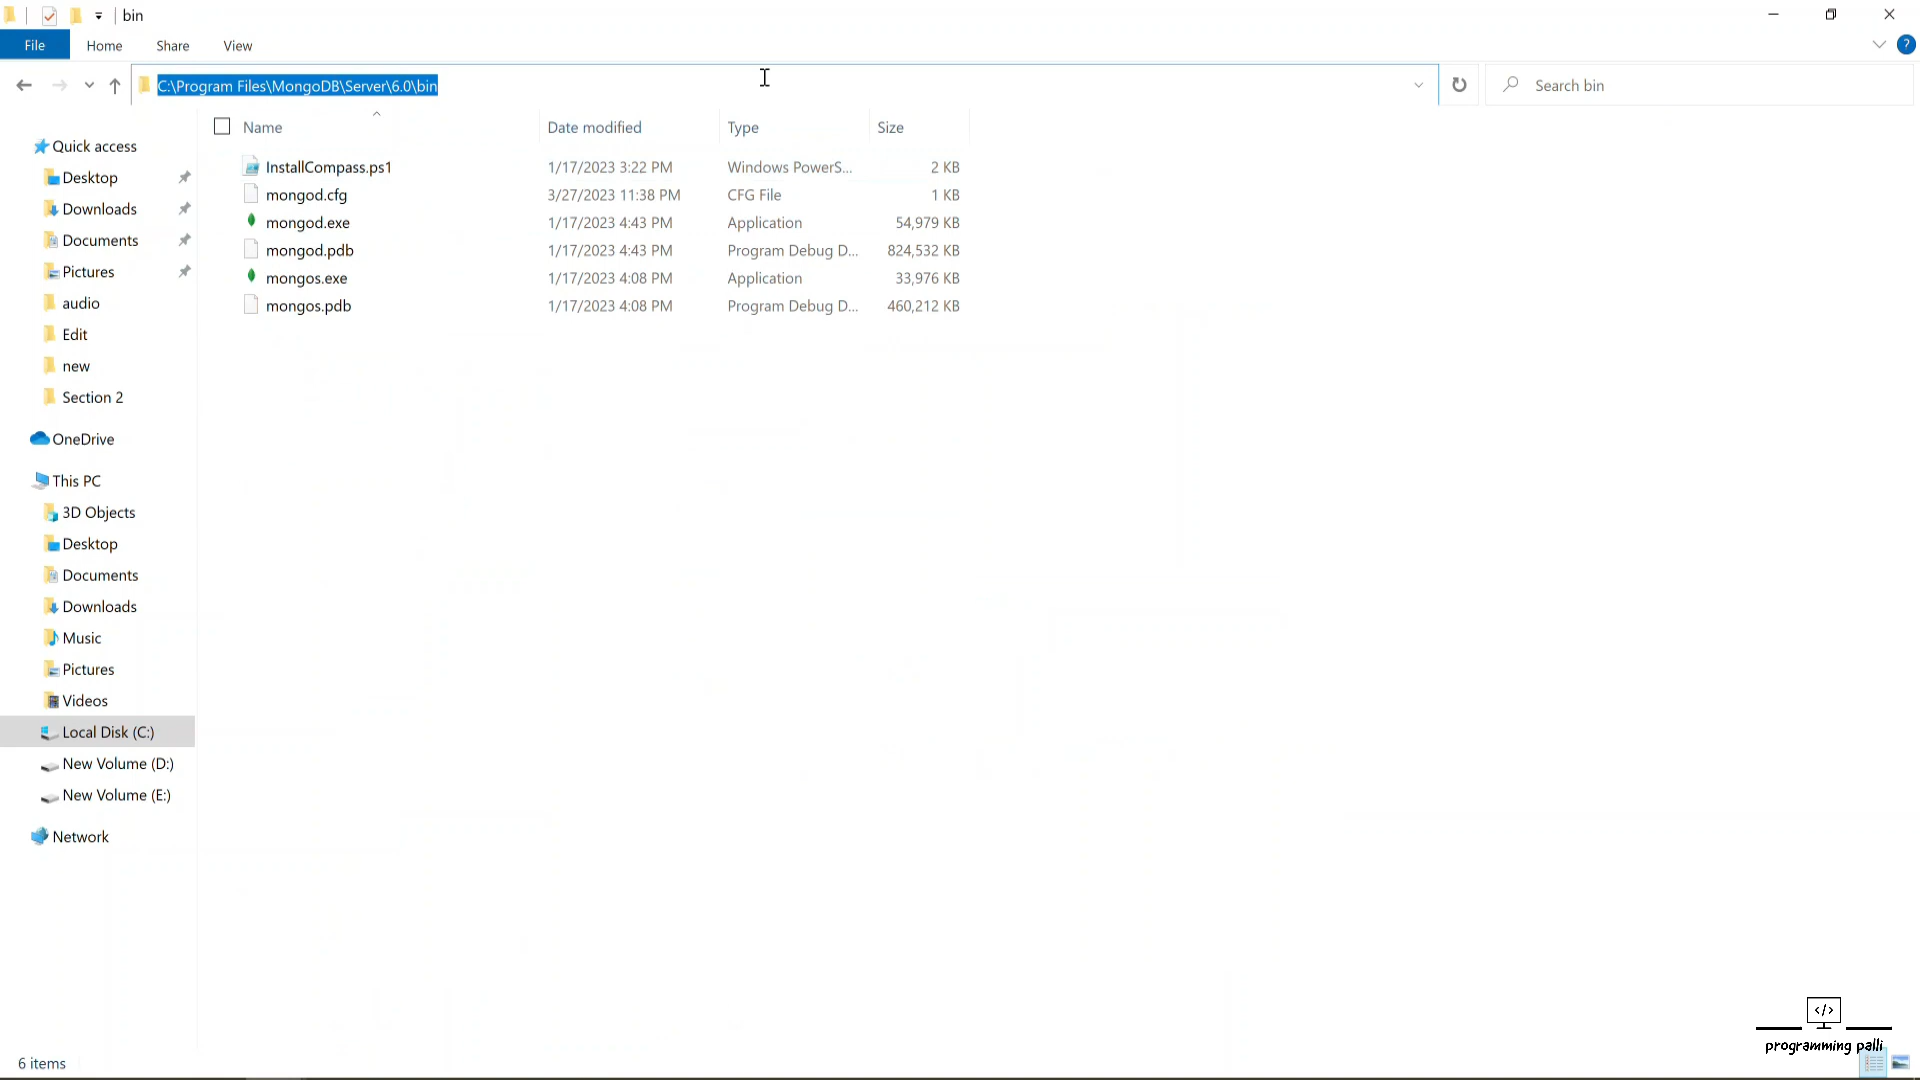 bin
File Home Share View ?
C:\Program Files\MongoDB\Server\6.0\bin Search bin
Name Date modified Type Size
InstallCompass.ps1 1/17/2023 3:22 PM Windows PowerS... 2 KB
mongod.cfg 3/27/2023 11:38 PM CFG File 1 KB
mongod.exe 1/17/2023 4:43 PM Application 54,979 KB
mongod.pdb 1/17/2023 4:43 PM Program Debug D... 824,532 KB
mongos.exe 1/17/2023 4:08 PM Application 33,976 KB
mongos.pdb 1/17/2023 4:08 PM Program Debug D... 460,212 KB
Quick access
Desktop
Downloads
Documents
Pictures
audio
Edit
new
Section 2
OneDrive
This PC
3D Objects
Desktop
Documents
Downloads
Music
Pictures
Videos
Local Disk (C:)
New Volume (D:)
New Volume (E:)
Network
6 items
</>
programming palli